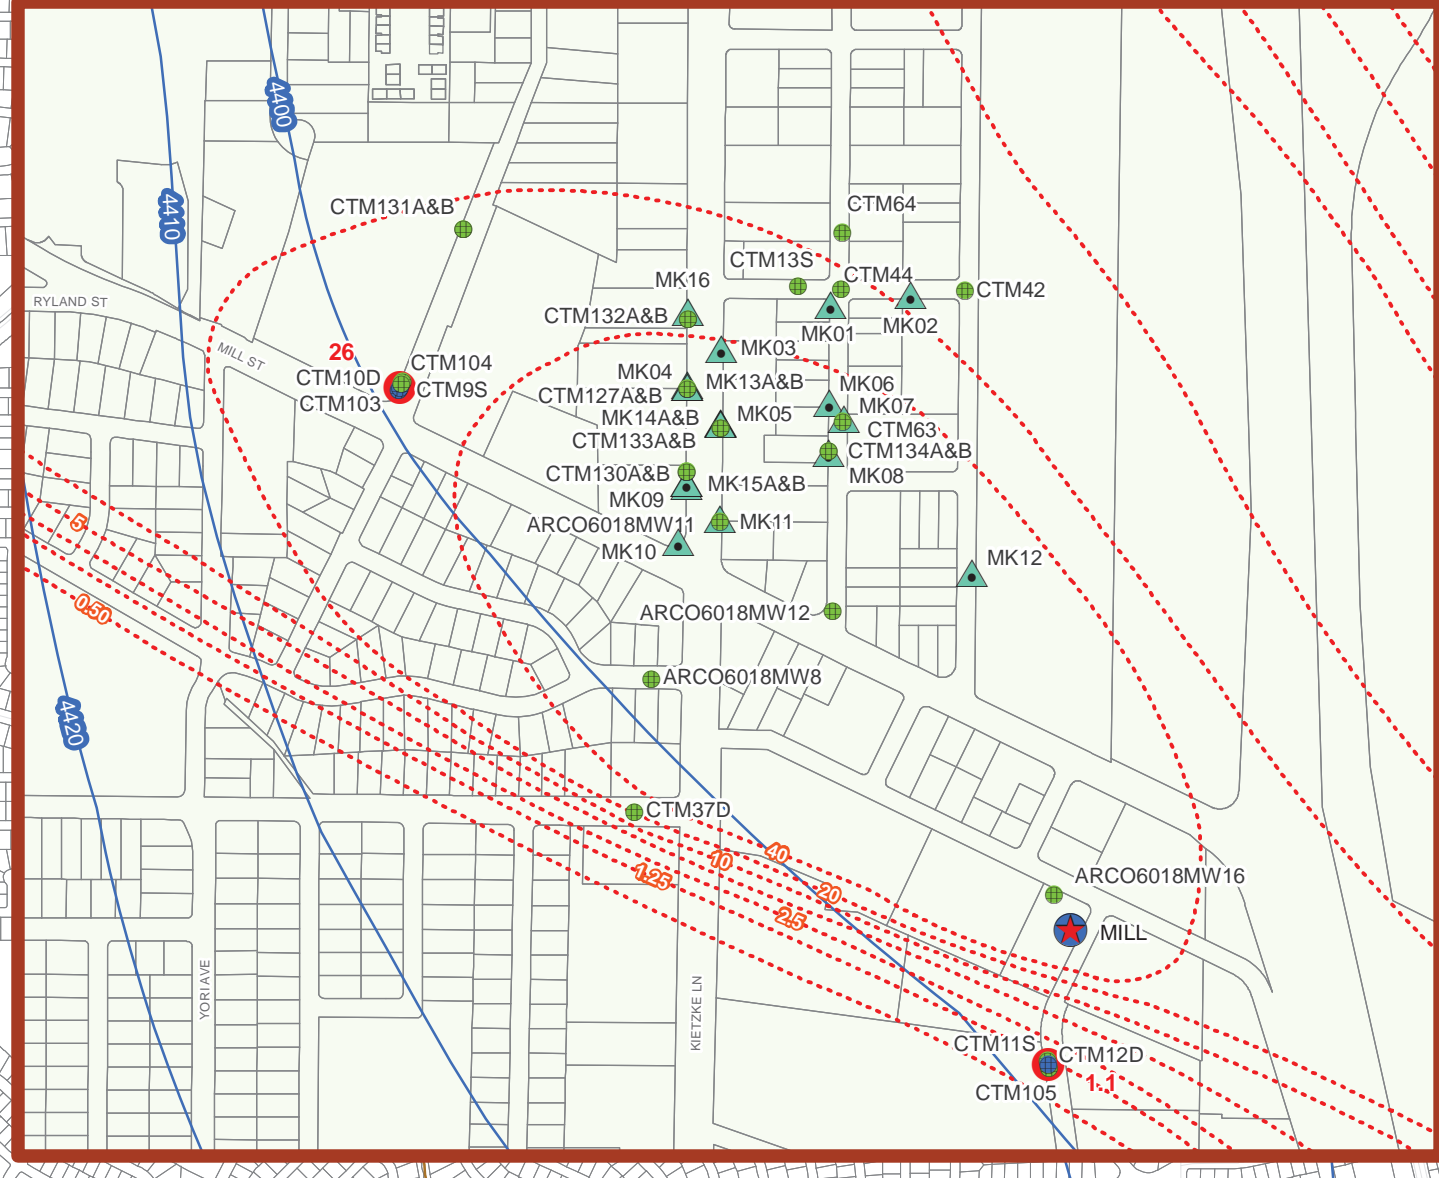 4400
4410
CTM131A&B
CTM64
CTM13S
MK16
CTM44
CTM42
RYLAND ST
CTM132A&B
MK01
MK02
MILL ST
26
MK03
CTM104
CTM10D
CTM9S
CTM103
MK04
MK13A&B
CTM127A&B
MK06
MK14A&B
MK05
MK07
CTM133A&B
CTM63
CTM134A&B
CTM130A&B
MK08
MK15A&B
MK09
ARCO6018MW11
MK11
5
MK10
MK12
0.50
ARCO6018MW12
ARCO6018MW8
4420
CTM37D
40
10
1.25
20
2.5
ARCO6018MW16
MILL
YORI AVE
KIETZKE LN
CTM11S
CTM12D
1.1
CTM105